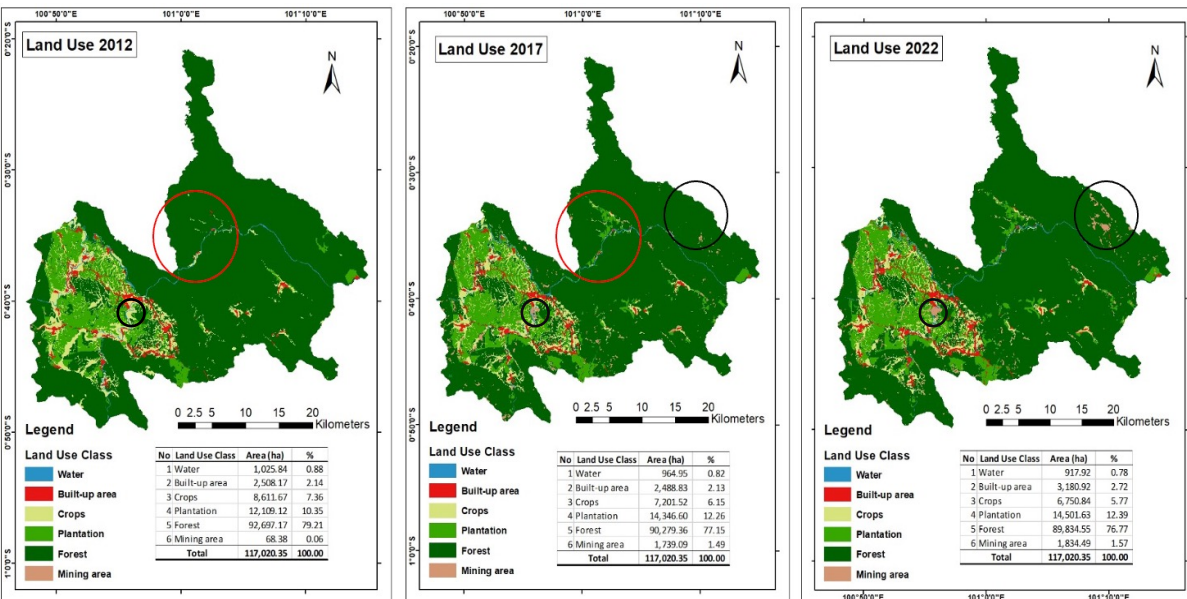 100°50'0"E 101°0'0"E 101°10'0"E
Land Use 2012
N
0°20'0"S
0°30'0"S
0°40'0"S
0°50'0"S
1°0'0"S
0 2.5 5 10 15 20
Kilometers
Legend
Land Use Class
Water
Built-up area
Crops
Plantation
Forest
Mining area
No Land Use Class Area (ha) %
1 Water 1,025.84 0.88
2 Built-up area 2,508.17 2.14
3 Crops 8,611.67 7.36
4 Plantation 12,109.12 10.35
5 Forest 92,697.17 79.21
6 Mining area 68.38 0.06
Total 117,020.35 100.00
100°50'0"E 101°0'0"E 101°10'0"E
Land Use 2017
N
0°20'0"S
0°30'0"S
0°40'0"S
0°50'0"S
1°0'0"S
0 2.5 5 10 15 20
Kilometers
Legend
Land Use Class
Water
Built-up area
Crops
Plantation
Forest
Mining area
No Land Use Class Area (ha) %
1 Water 964.95 0.82
2 Built-up area 2,488.83 2.13
3 Crops 7,201.52 6.15
4 Plantation 14,346.60 12.26
5 Forest 90,279.36 77.15
6 Mining area 1,739.09 1.49
Total 117,020.35 100.00
Land Use 2022
N
0 2.5 5 10 15 20
Kilometers
Legend
Land Use Class
Water
Built-up area
Crops
Plantation
Forest
Mining area
No Land Use Class Area (ha) %
1 Water 917.92 0.78
2 Built-up area 3,180.92 2.72
3 Crops 6,750.84 5.77
4 Plantation 14,501.63 12.39
5 Forest 89,834.55 76.77
6 Mining area 1,834.49 1.57
Total 117,020.35 100.00
100°50'0"E 101°0'0"E 101°10'0"E